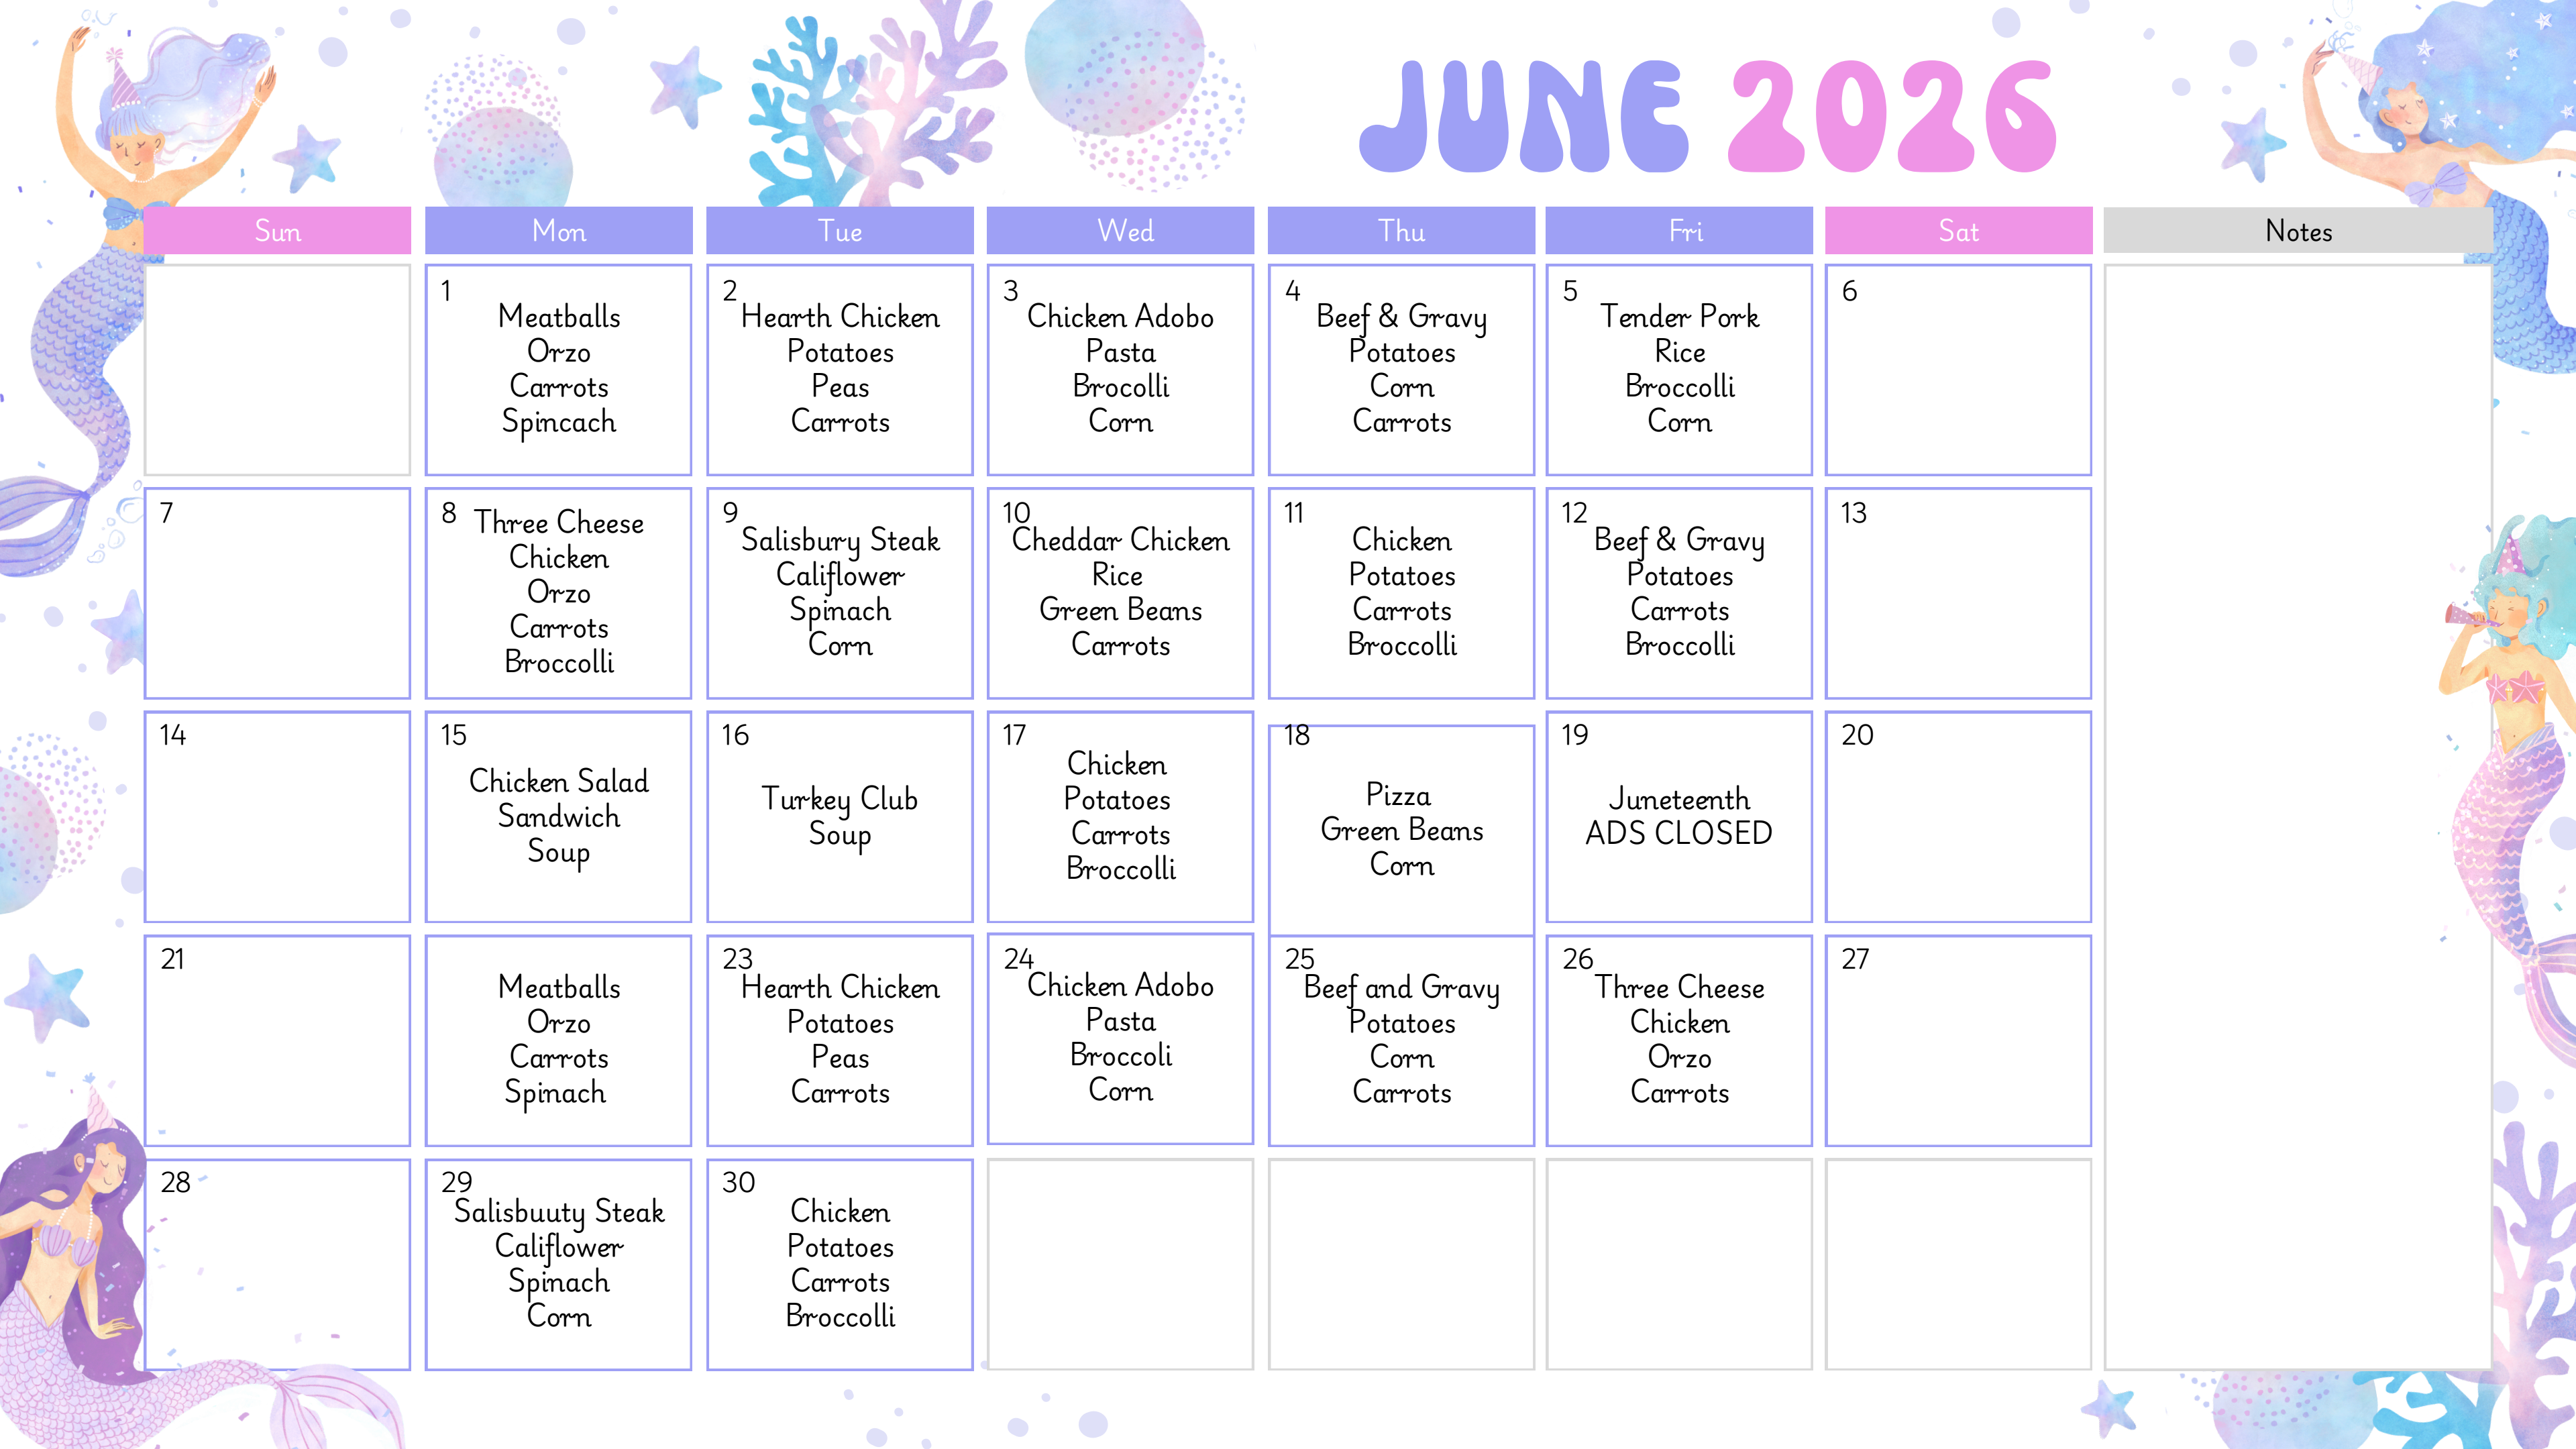 JUNE 2026
Sun
Mon
Tue
Wed
Thu
Fri
Sat
Notes
1
Meatballs
Orzo
Carrots
Spincach
2
Hearth Chicken
Potatoes
Peas
Carrots
3
Chicken Adobo
Pasta
Brocolli
Corn
4
Beef & Gravy
Potatoes
Corn
Carrots
5
Tender Pork
Rice
Broccolli
Corn
6
7
8
Three Cheese
Chicken
Orzo
Carrots
Broccolli
9
Salisbury Steak
Califlower
Spinach
Corn
10
Cheddar Chicken
Rice
Green Beans
Carrots
11
Chicken
Potatoes
Carrots
Broccolli
12
Beef & Gravy
Potatoes
Carrots
Broccolli
13
14
15
Chicken Salad
Sandwich
Soup
16
Turkey Club
Soup
17
Chicken
Potatoes
Carrots
Broccolli
18
Pizza
Green Beans
Corn
19
Juneteenth
ADS CLOSED
20
21
Meatballs
Orzo
Carrots
Spinach
23
Hearth Chicken
Potatoes
Peas
Carrots
24
Chicken Adobo
Pasta
Broccoli
Corn
25
Beef and Gravy
Potatoes
Corn
Carrots
26
Three Cheese
Chicken
Orzo
Carrots
27
28
29
Salisbuuty Steak
Califlower
Spinach
Corn
30
Chicken
Potatoes
Carrots
Broccolli